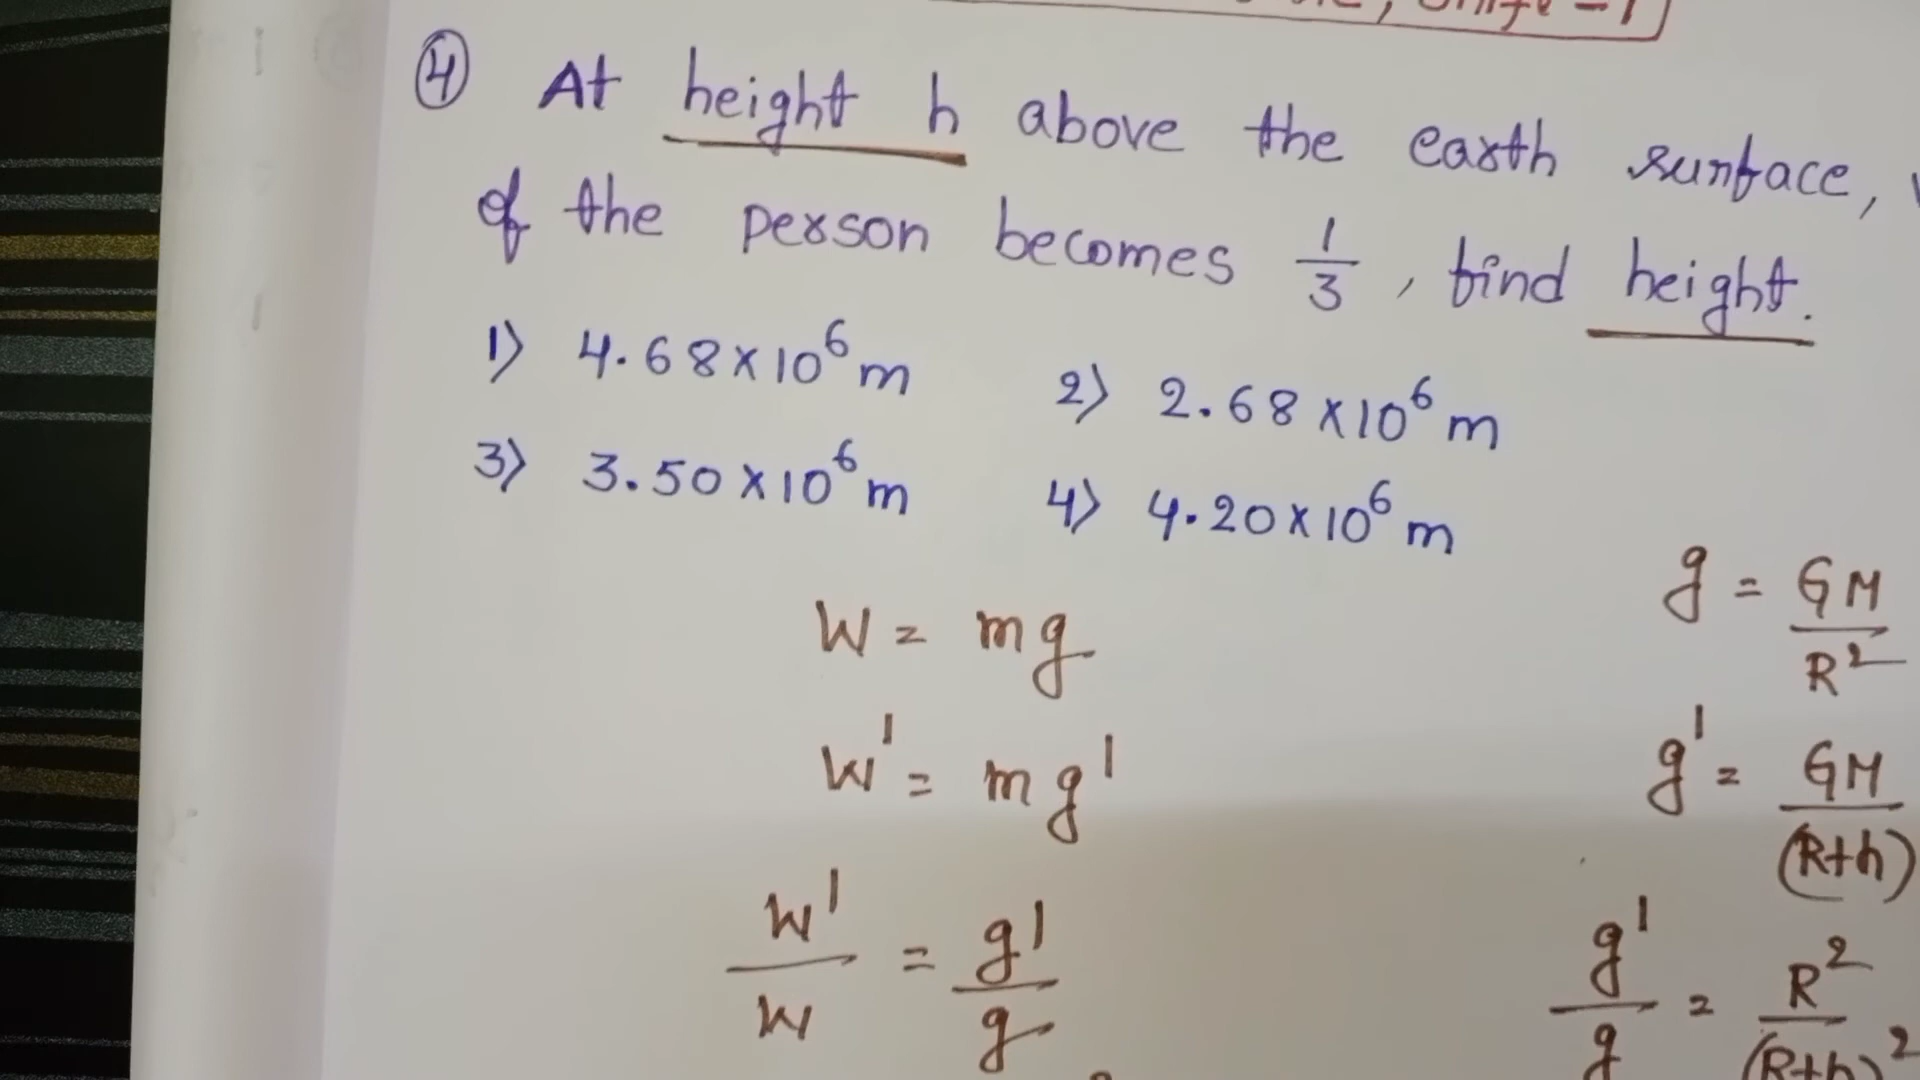 Shift - 1
④ At height h above the earth surface,
of the person becomes 1/3, find height.
1) 4.68×10⁶ m 2) 2.68×10⁶ m
3) 3.50×10⁶ m 4) 4.20×10⁶ m
W = mg
g = GM/R²
W' = mg'
g' = GM/(R+h)
W'/W = g'/g
g'/g = R²/(R+h)²